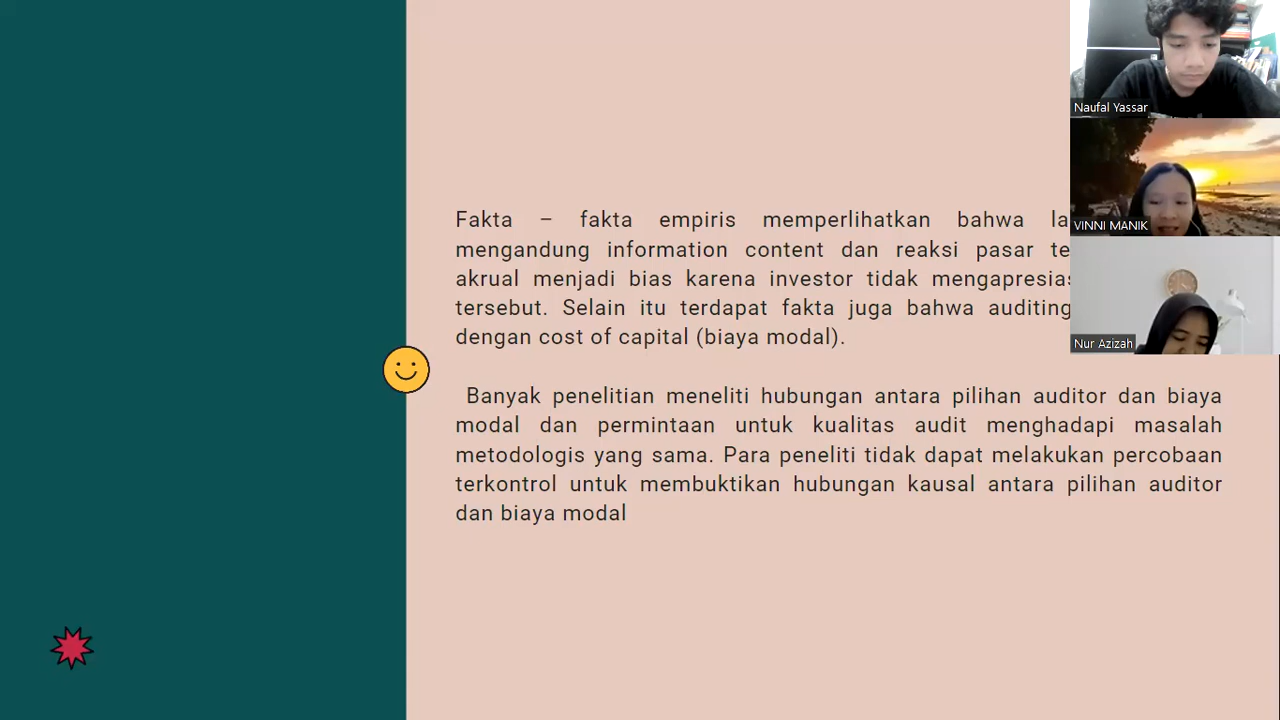 Fakta – fakta empiris memperlihatkan bahwa
mengandung information content dan reaksi pasar
akrual menjadi bias karena investor tidak
tersebut. Selain itu terdapat fakta juga bahwa auditing
dengan cost of capital (biaya modal).
Banyak penelitian meneliti hubungan antara pilihan auditor dan biaya
modal dan permintaan untuk kualitas audit menghadapi masalah
metodologis yang sama. Para peneliti tidak dapat melakukan percobaan
terkontrol untuk membuktikan hubungan kausal antara pilihan auditor
dan biaya modal
Naufal Yassar
VINNI MANIK
Nur Azizah